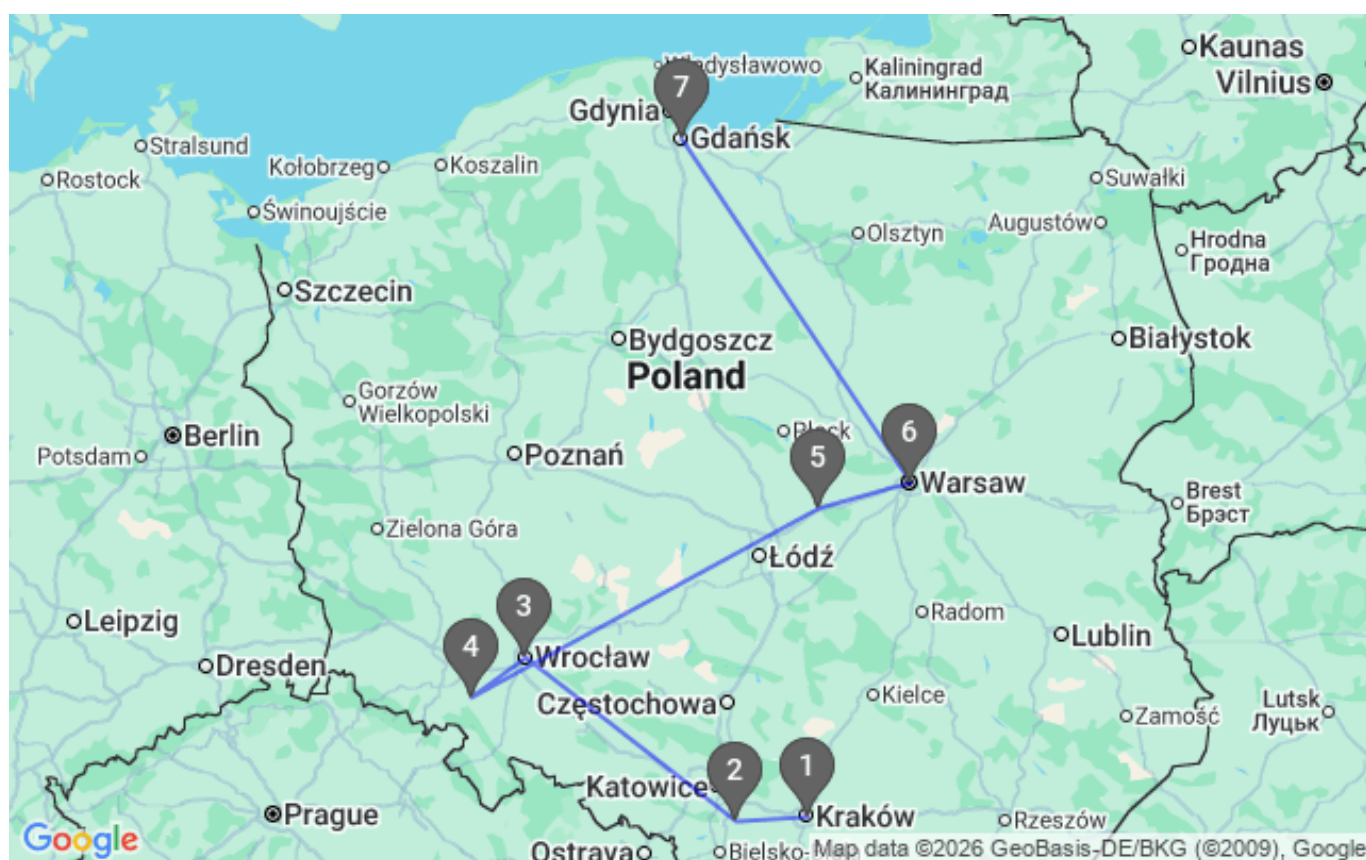 Kaunas
Vilnius
Władysławowo
Kaliningrad
Калининград
7
Gdynia
Gdańsk
Stralsund
Kołobrzeg
Koszalin
Rostock
Suwałki
Świnoujście
Augustów
Olsztyn
Hrodna
Гродна
Szczecin
Bydgoszcz
Białystok
Poland
Gorzów
Wielkopolski
Berlin
Płock
6
Potsdam
Poznań
5
Warsaw
Brest
Брэст
Zielona Góra
Łódź
3
Radom
Leipzig
Lublin
4
Wrocław
Dresden
Częstochowa
Kielce
Lutsk
Луцьк
Zamość
2
1
Katowice
Prague
Kraków
Rzeszów
Google
Ostrava
Map data ©2026 GeoBasis-DE/BKG (©2009), Google